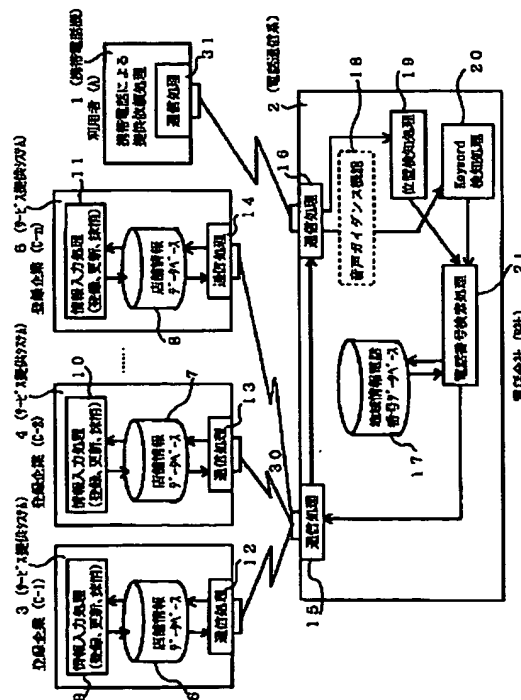 3 (サービス提供システム)
登録企業 (C-1)
情報入力処理
(登録、更新、抹消)
9
店舗情報
データベース
6
通信処理
12
4 (サービス提供システム)
登録企業 (C-2)
情報入力処理
(登録、更新、抹消)
10
店舗情報
データベース
7
通信処理
13
30
……
5 (サービス提供システム)
登録企業 (C-n)
情報入力処理
(登録、更新、抹消)
11
店舗情報
データベース
8
通信処理
14
1 (携帯電話機)
利用者 (A)
携帯電話による
提供依頼処理
通信処理
31
2 (電話通信系)
通信処理
15
通信処理
16
音声ガイダンス機能
18
位置検知処理
19
Keyword
検知処理
20
電話番号検索処理
21
地域情報電話
番号データベース
17
電話会社 (B社)